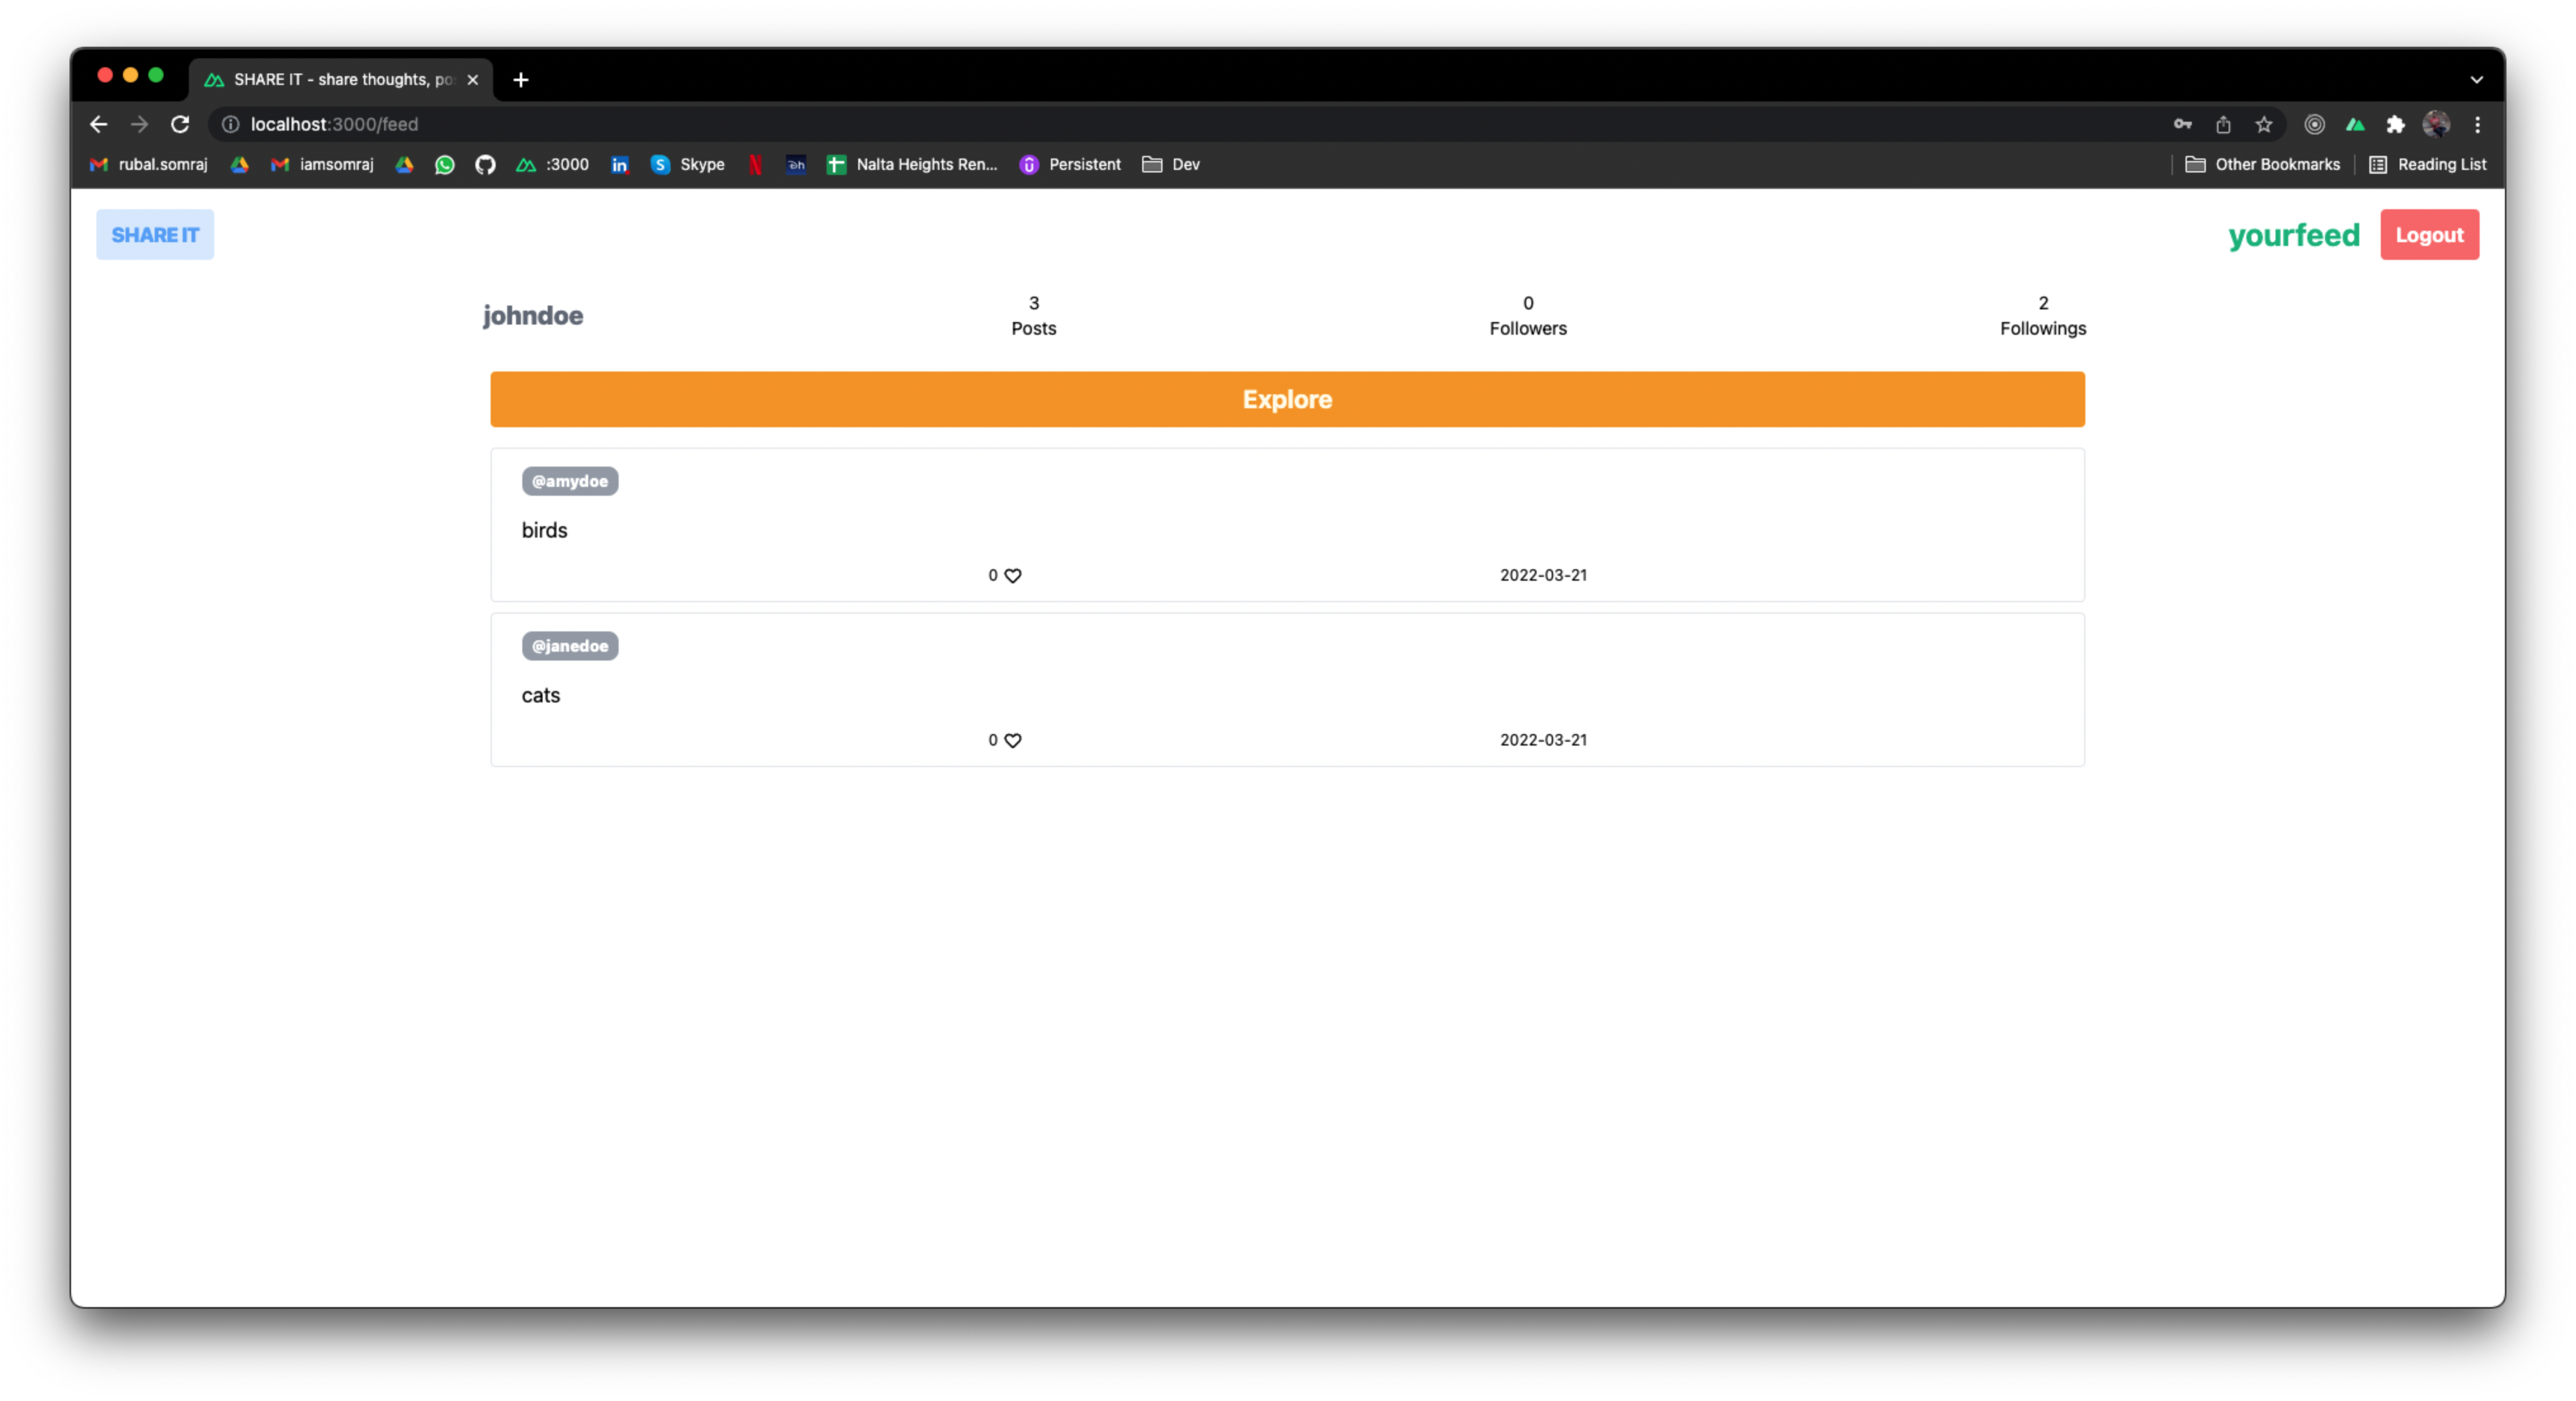 SHARE IT - share thoughts, po
localhost:3000/feed
rubal.somraj iamsomraj :3000 in S Skype N Nalta Heights Ren... Persistent Dev Other Bookmarks Reading List
SHARE IT yourfeed Logout
johndoe
3 0 2
Posts Followers Followings
Explore
@amydoe
birds
0 2022-03-21
@janedoe
cats
0 2022-03-21